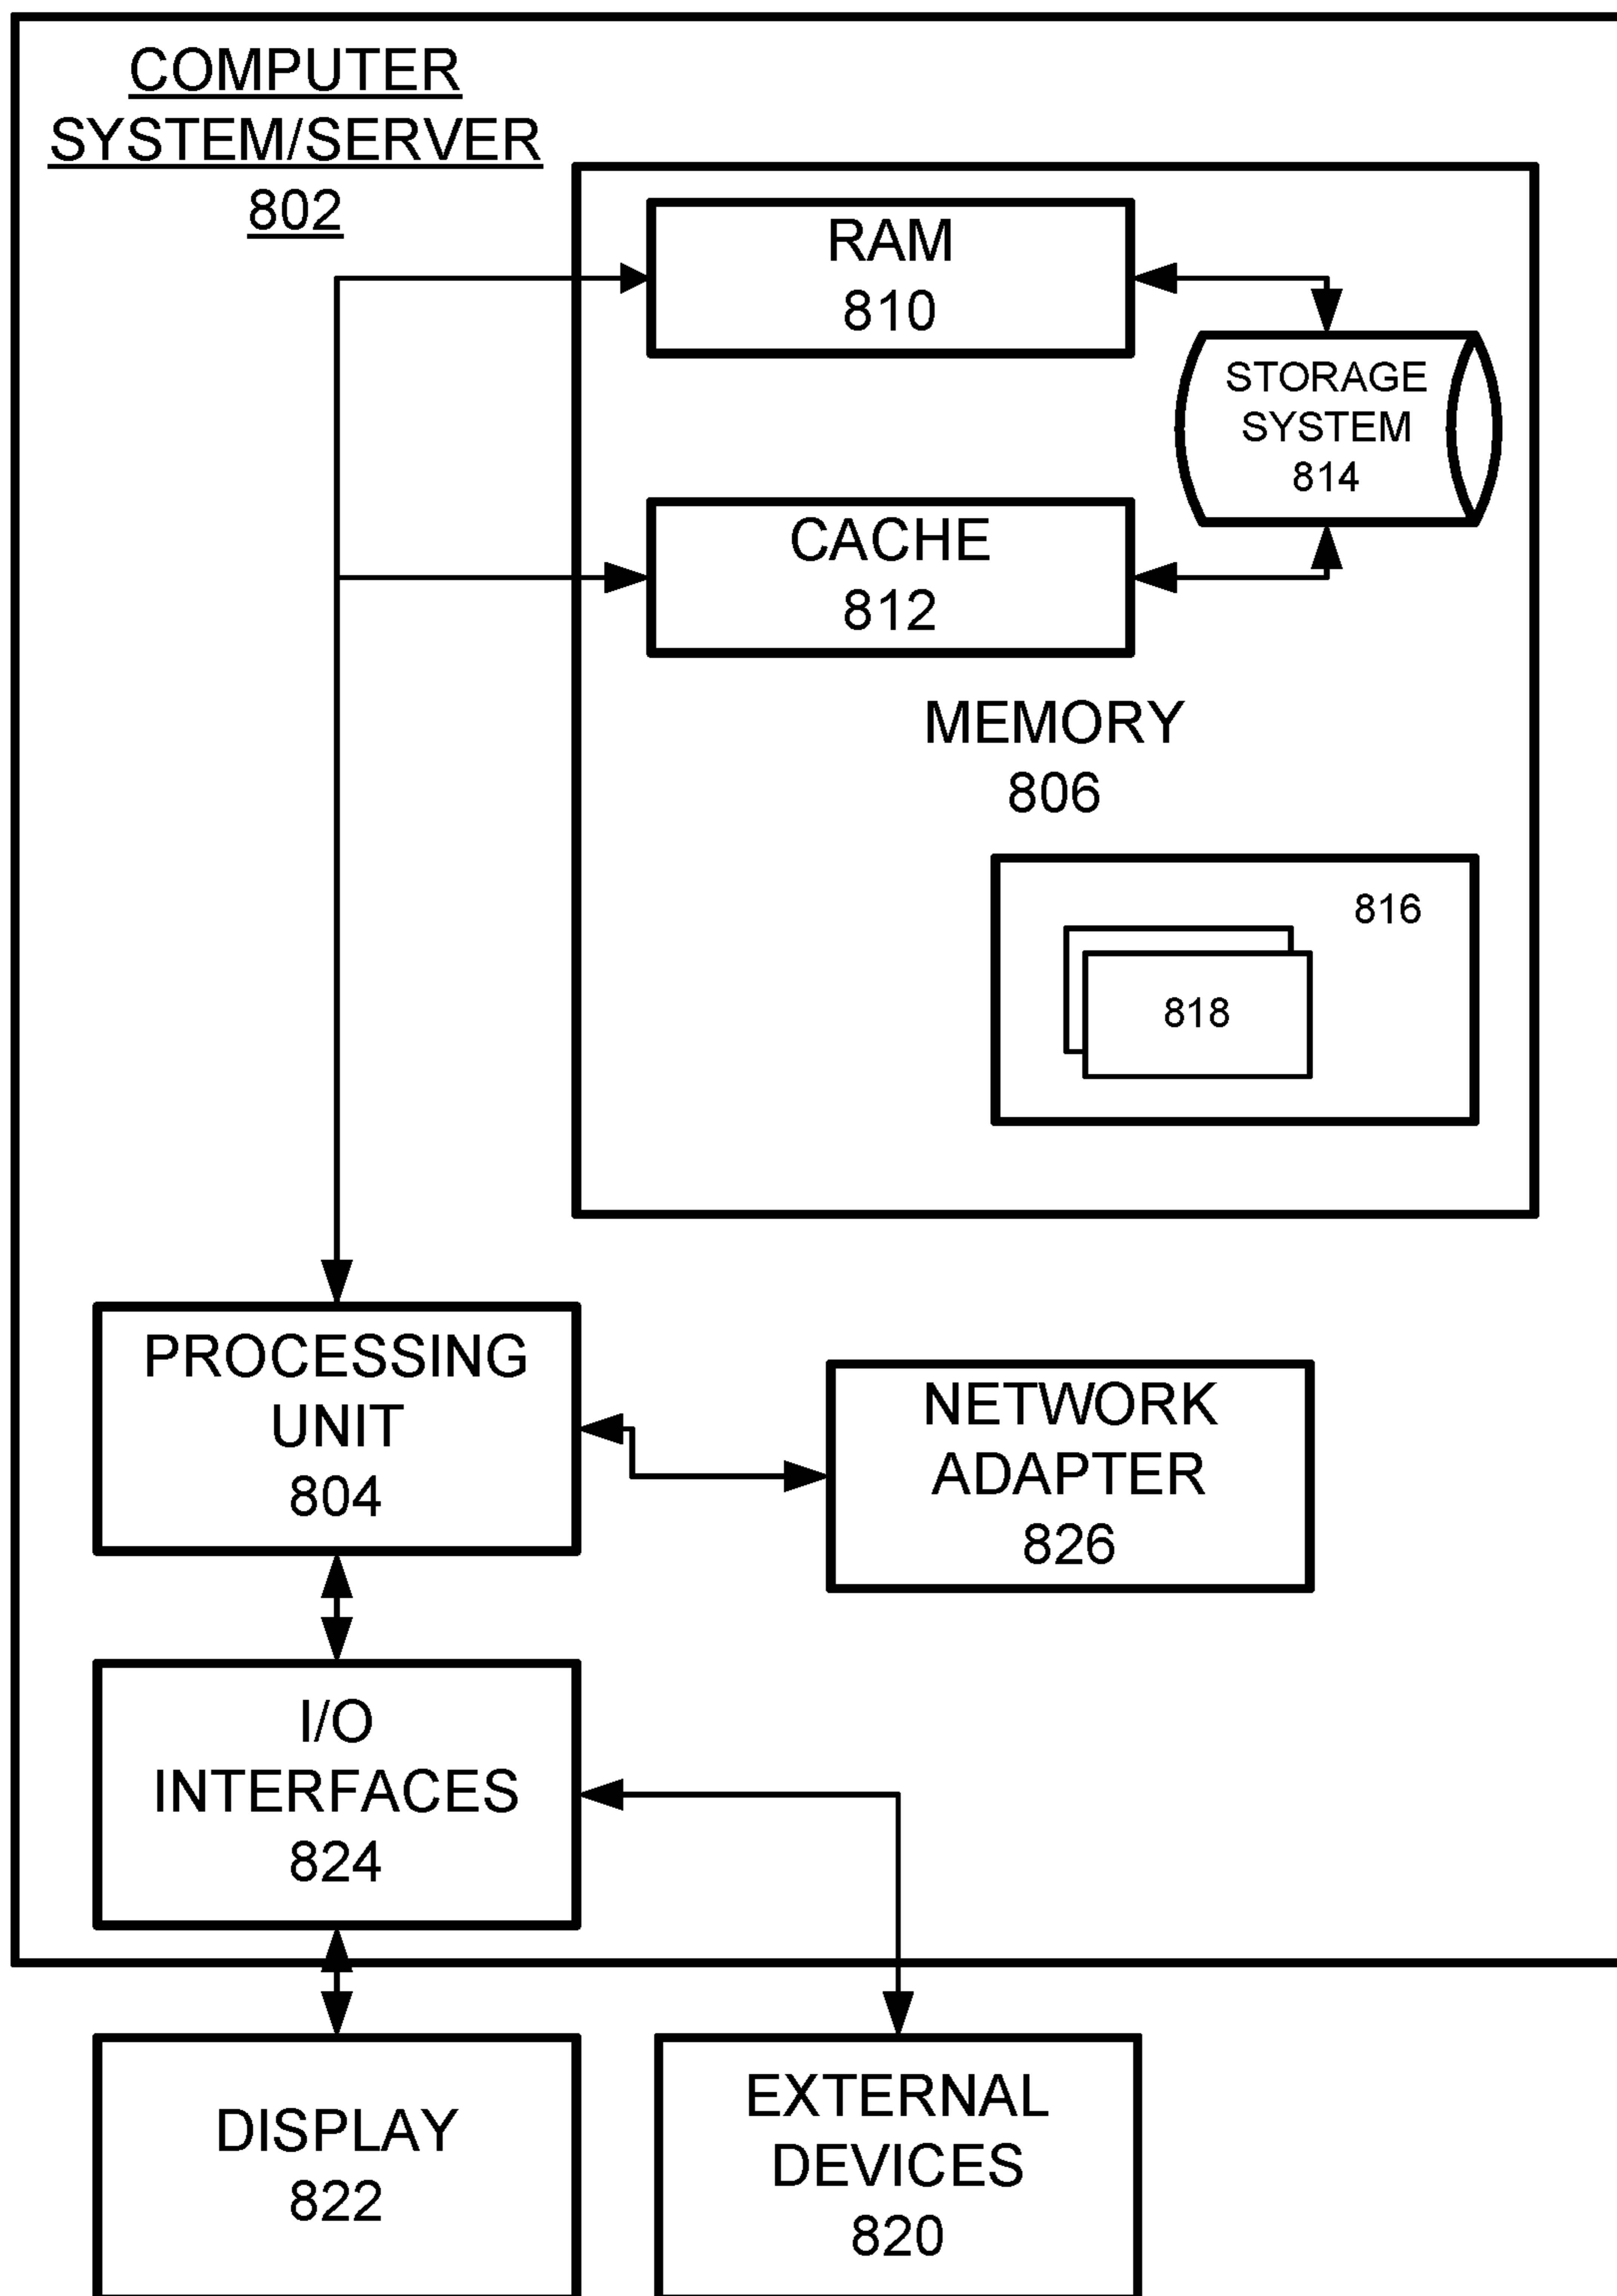 COMPUTER
SYSTEM/SERVER
802
RAM
810
STORAGE
SYSTEM
814
CACHE
812
MEMORY
806
816
818
PROCESSING
UNIT
804
NETWORK
ADAPTER
826
I/O
INTERFACES
824
DISPLAY
822
EXTERNAL
DEVICES
820